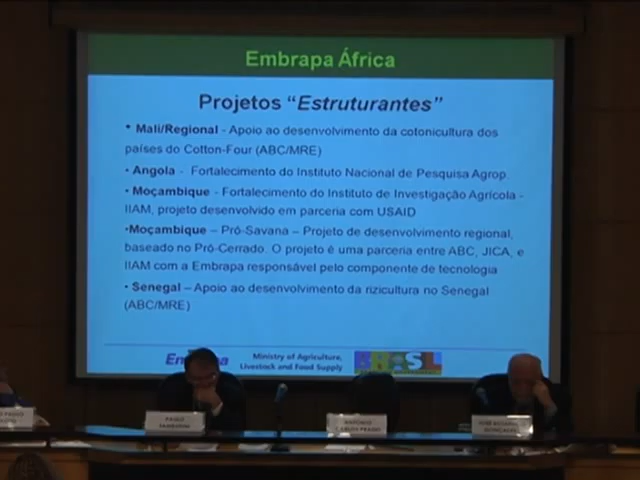 Embrapa África
Projetos “Estruturantes”
• Mali/Regional - Apoio ao desenvolvimento da cotonicultura dos
países do Cotton-Four (ABC/MRE)
• Angola - Fortalecimento do Instituto Nacional de Pesquisa Agrop.
• Moçambique - Fortalecimento do Instituto de Investigação Agrícola -
IIAM, projeto desenvolvido em parceria com USAID
•Moçambique – Pró-Savana – Projeto de desenvolvimento regional,
baseado no Pró-Cerrado. O projeto é uma parceria entre ABC, JICA, e
IIAM com a Embrapa responsável pelo componente de tecnologia
• Senegal – Apoio ao desenvolvimento da rizicultura no Senegal
(ABC/MRE)
Ministry of Agriculture,
Livestock and Food Supply
BRASIL
PAULO
ANTONIO
JOSÉ